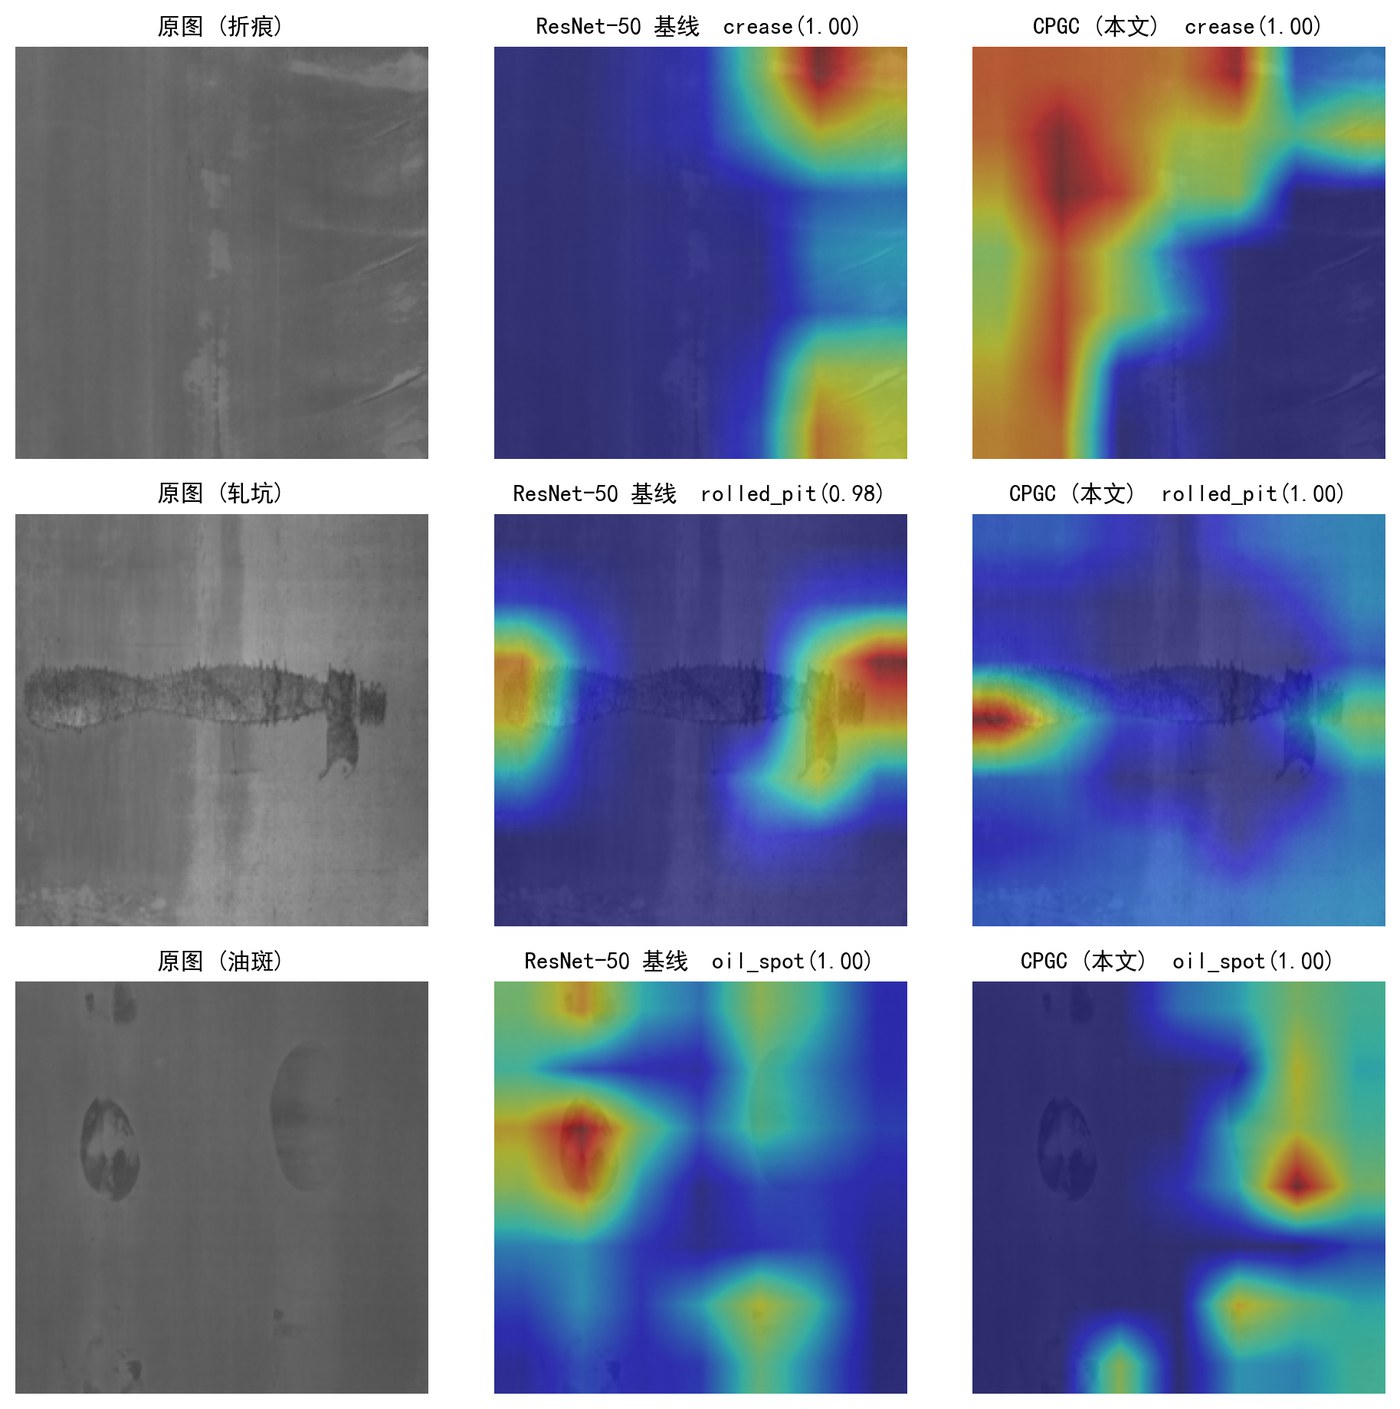 原图 (折痕)
ResNet-50 基线 crease(1.00)
CPGC (本文) crease(1.00)
原图 (轧坑)
ResNet-50 基线 rolled_pit(0.98)
CPGC (本文) rolled_pit(1.00)
原图 (油斑)
ResNet-50 基线 oil_spot(1.00)
CPGC (本文) oil_spot(1.00)